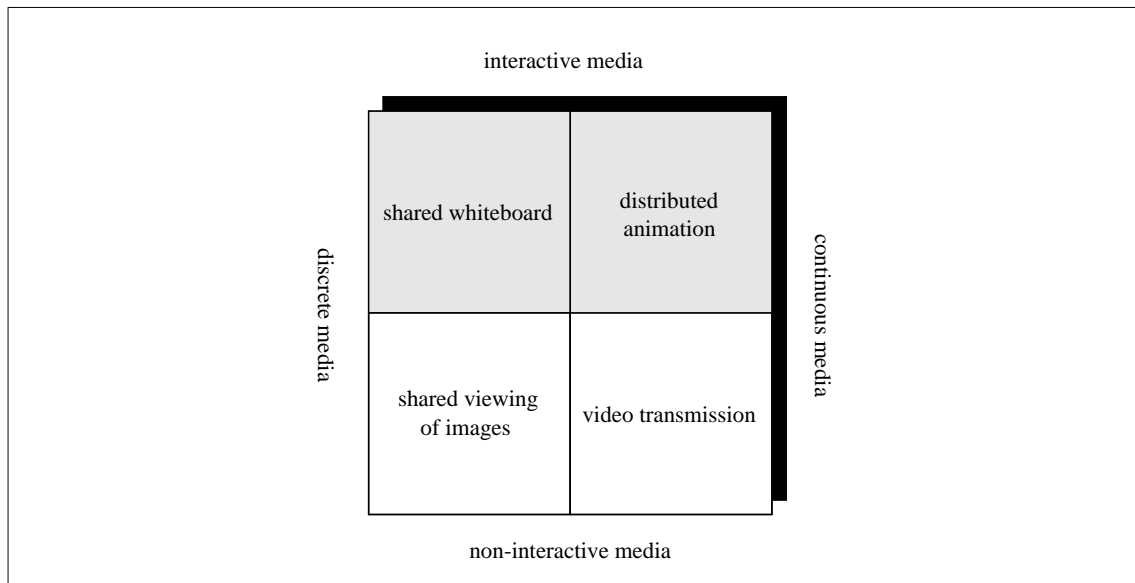 interactive media
shared whiteboard
distributed
animation
discrete media
continuous media
shared viewing
of images
video transmission
non-interactive media